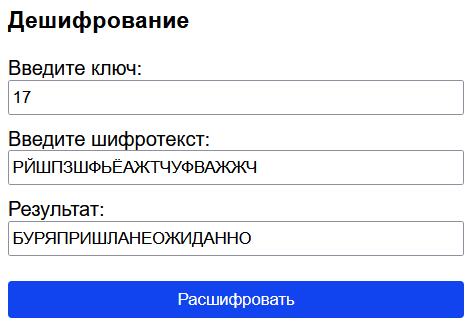 Дешифрование
Введите ключ:
17
Введите шифротекст:
РЙШПЗШФЬЁАЖТЧУФВАЖЖЧ
Результат:
БУРЯПРИШЛАНЕОЖИДАННО
Расшифровать